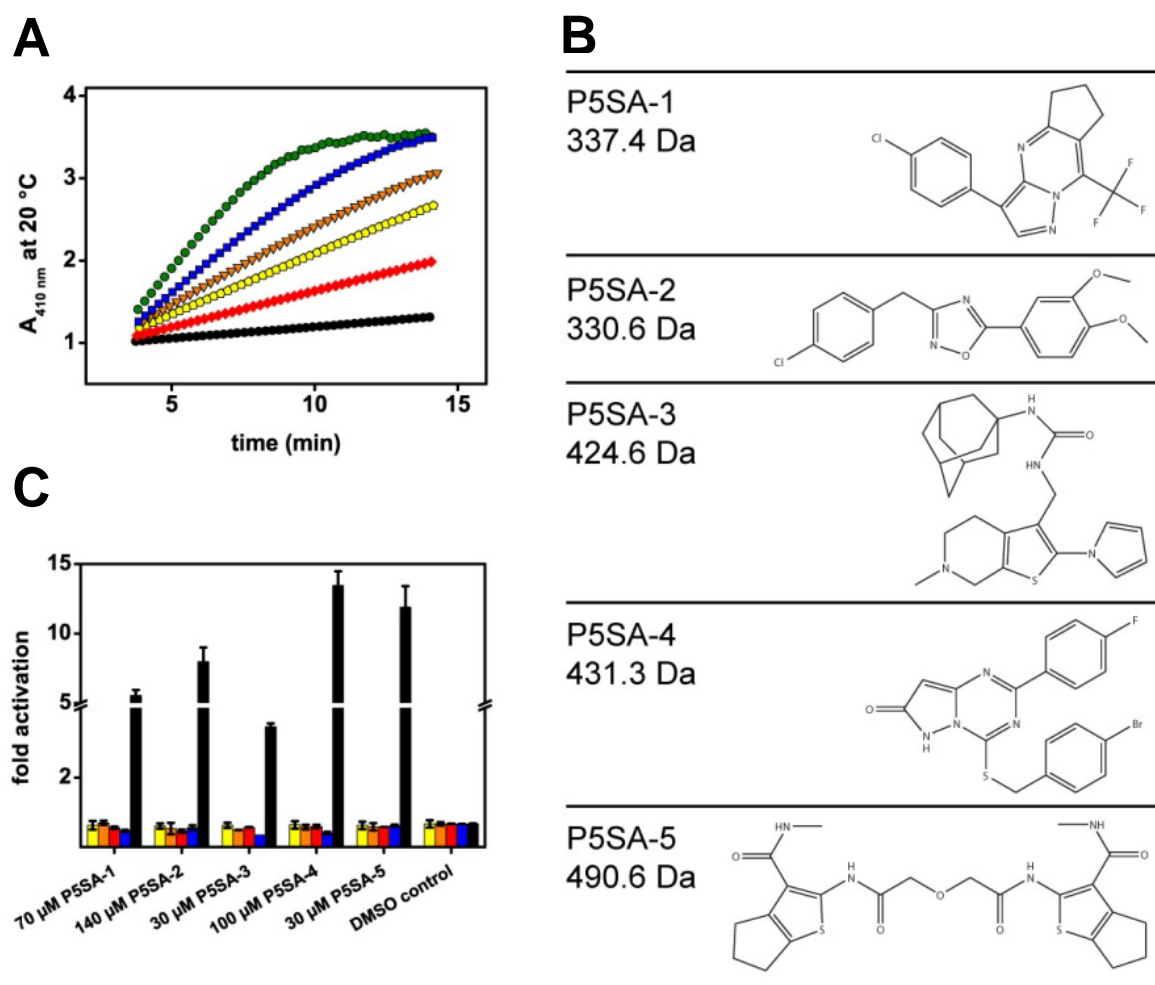 A
4
3
2
1
A410 nm at 20 °C
5
10
15
time (min)
B
P5SA-1
337.4 Da
Cl
N
N
N
F
F
F
P5SA-2
330.6 Da
Cl
N
N
O
O
O
P5SA-3
424.6 Da
H
N
O
HN
N
S
N
P5SA-4
431.3 Da
F
N
O
N
N
N
H
S
Br
P5SA-5
490.6 Da
HN
O
H
N
S
O
O
O
H
N
S
NH
O
C
15
10
5
2
fold activation
70 µM P5SA-1
140 µM P5SA-2
30 µM P5SA-3
100 µM P5SA-4
30 µM P5SA-5
DMSO control